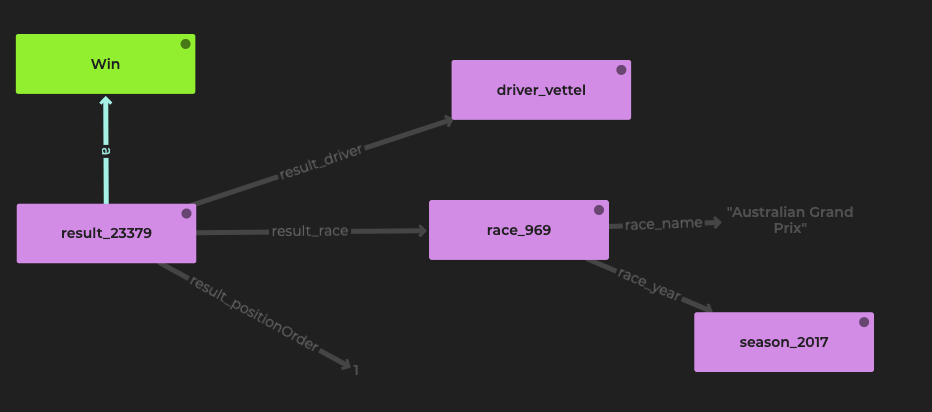 Win
driver_vettel
a
result_driver
result_23379
result_race
race_969
race_name
"Australian Grand
Prix"
result_positionOrder
race_year
season_2017
1